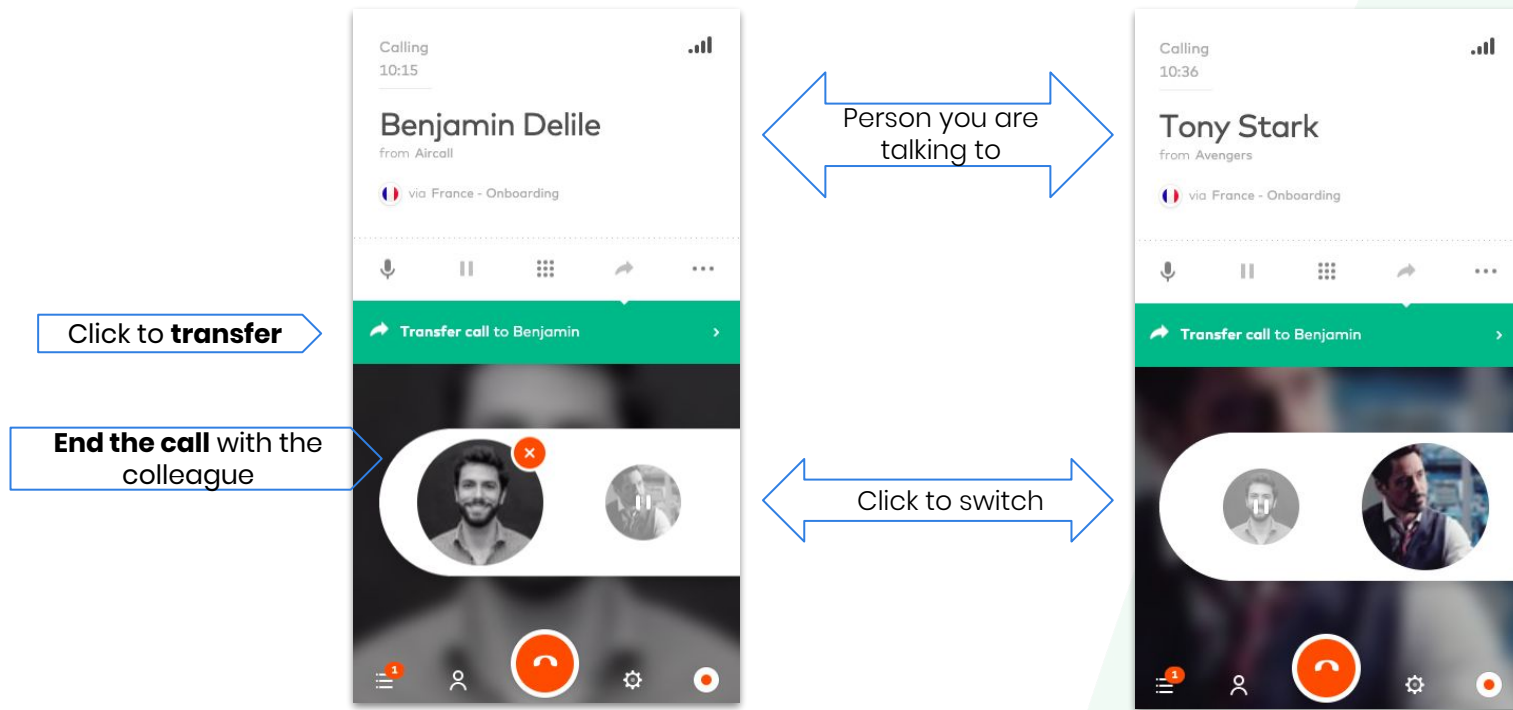 Calling
10:15
Benjamin Delile
from Aircall
via France - Onboarding
Transfer call to Benjamin
1
Click to transfer
End the call with the
colleague
Person you are
talking to
Click to switch
Calling
10:36
Tony Stark
from Avengers
via France - Onboarding
Transfer call to Benjamin
1